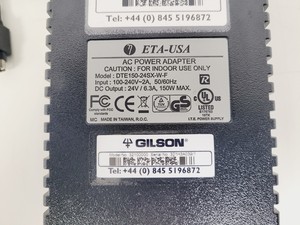 Tel: +44 (0) 845 5196872
7 ETA-USA
AC POWER ADAPTER
CAUTION : FOR INDOOR USE ONLY
Model : DTE150-24SX-W-F
Input : 100-240V~2A, 50/60Hz
DC Output : 24V / 6.3A, 150W MAX.
LISTED
MADE IN TAIWAN
GILSON
Tel: +44 (0) 845 5196872